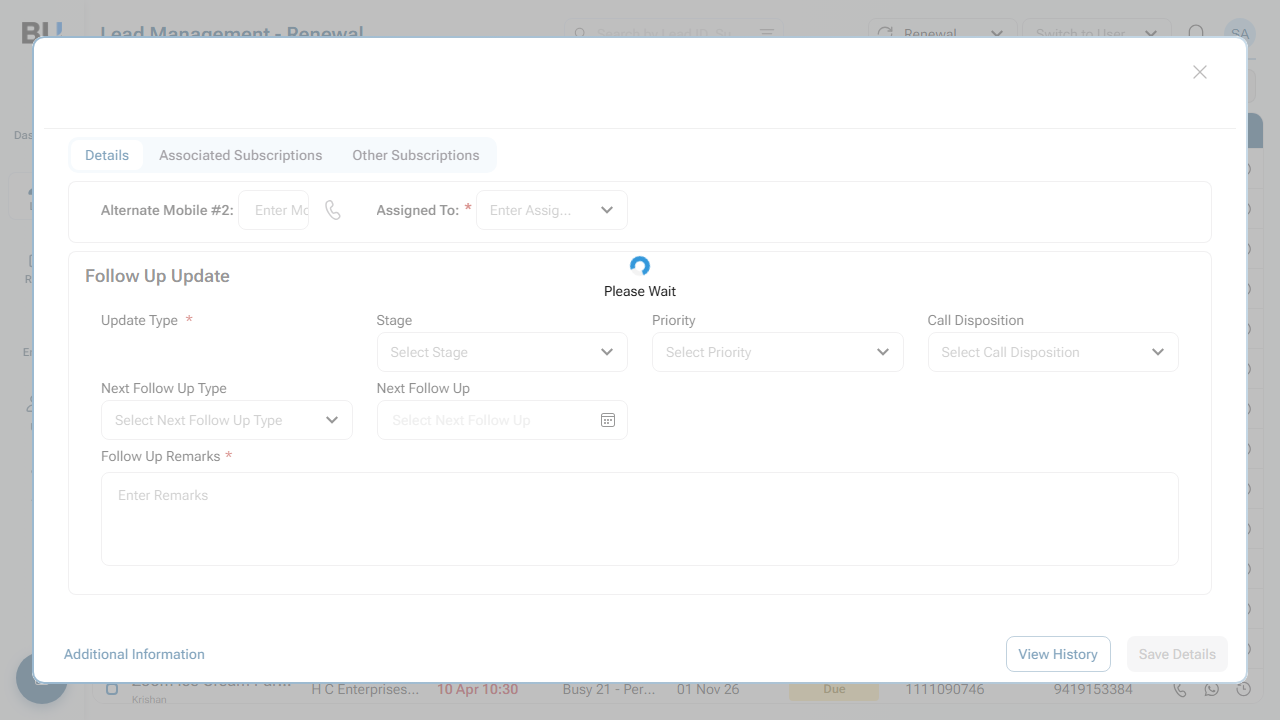 Lead Management - Renewal
Renewal
Switch to User
SA
Details
Associated Subscriptions
Other Subscriptions
Alternate Mobile #2:
Enter Mo
Assigned To: *
Enter Assig...
Follow Up Update
Please Wait
Update Type *
Stage
Priority
Call Disposition
Select Stage
Select Priority
Select Call Disposition
Next Follow Up Type
Next Follow Up
Select Next Follow Up Type
Select Next Follow Up
Follow Up Remarks *
Enter Remarks
Additional Information
View History
Save Details
H C Enterprises...
10 Apr 10:30
Busy 21 - Per...
01 Nov 26
Due
1111090746
9419153384
Krishan